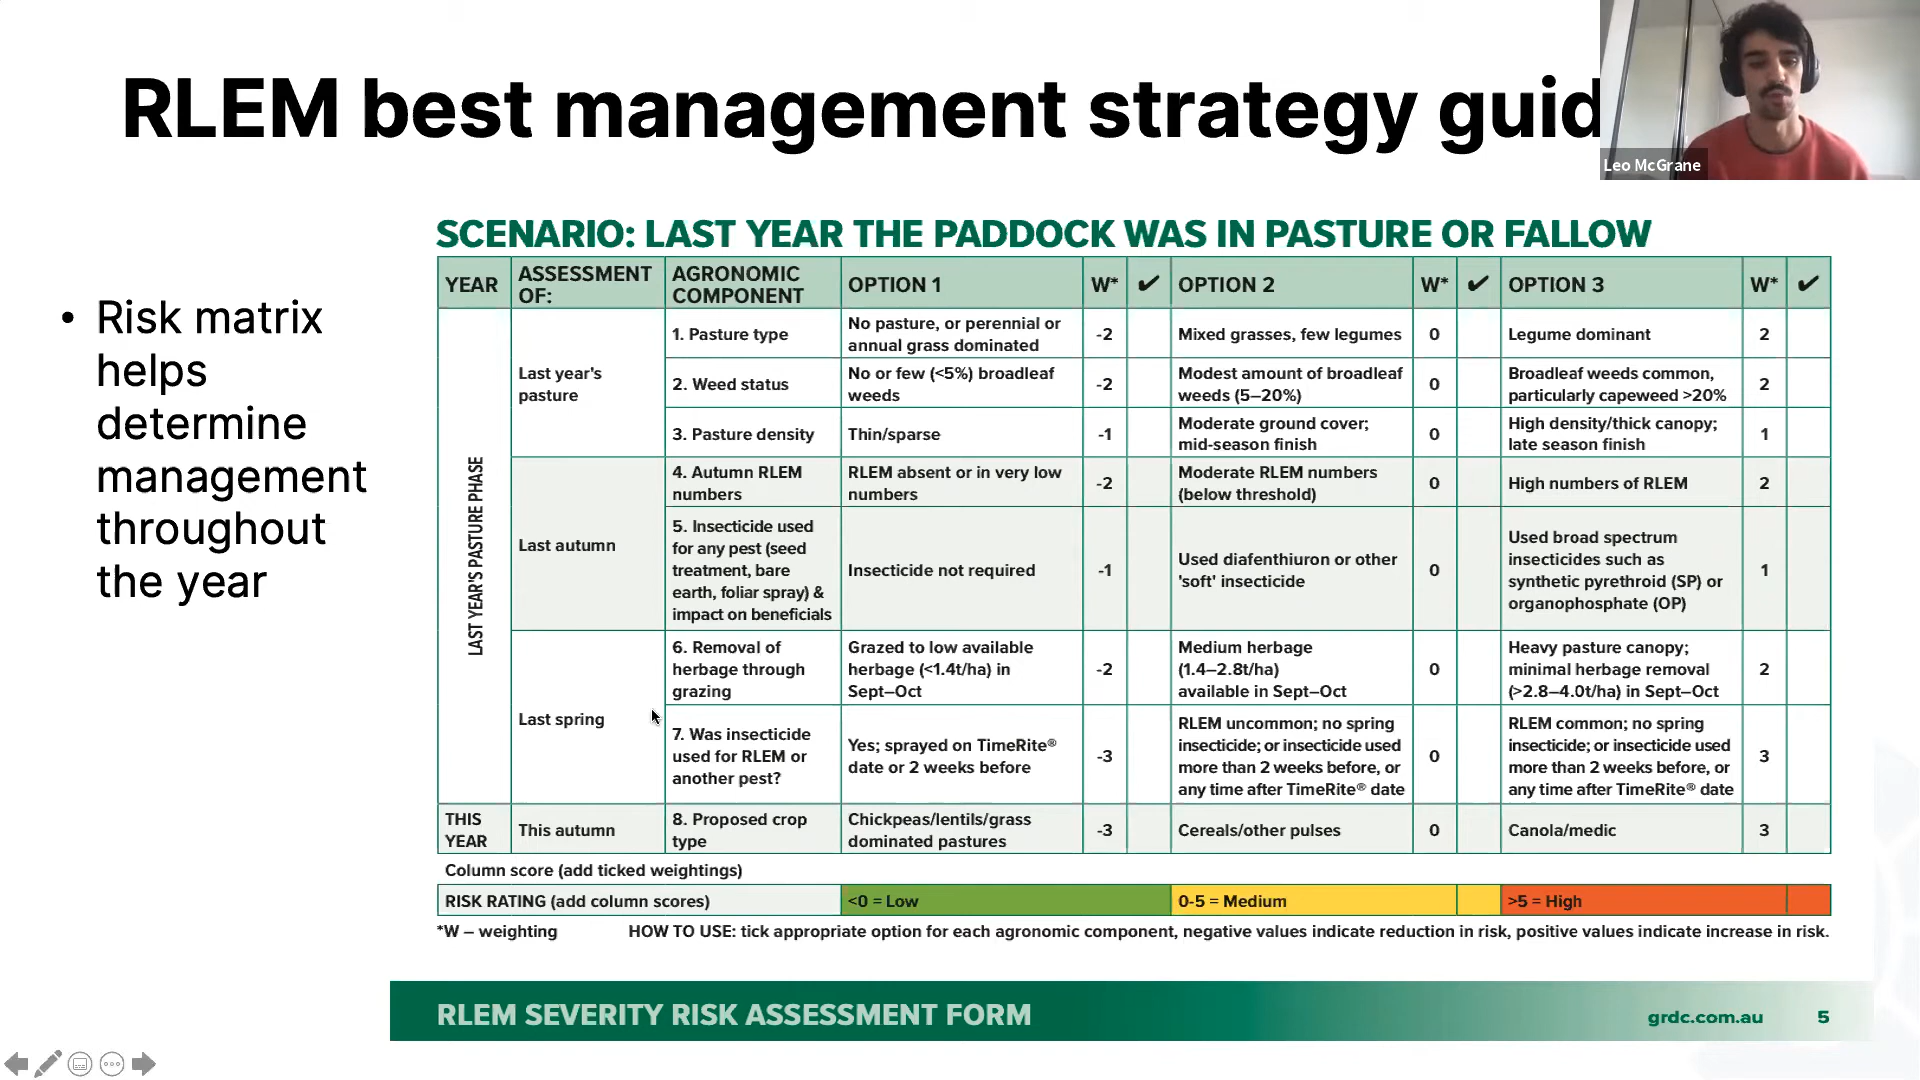 RLEM best management strategy guid
Leo McGrane
• Risk matrix
helps
determine
management
throughout
the year
SCENARIO: LAST YEAR THE PADDOCK WAS IN PASTURE OR FALLOW
YEAR
ASSESSMENT
OF:
AGRONOMIC
COMPONENT
OPTION 1
W* ✔
OPTION 2
W* ✔
OPTION 3
W* ✔
LAST YEAR'S PASTURE PHASE
Last year's
pasture
1. Pasture type
No pasture, or perennial or
annual grass dominated
-2
Mixed grasses, few legumes
0
Legume dominant
2
2. Weed status
No or few (<5%) broadleaf
weeds
-2
Modest amount of broadleaf
weeds (5–20%)
0
Broadleaf weeds common,
particularly capeweed >20%
2
3. Pasture density
Thin/sparse
-1
Moderate ground cover;
mid-season finish
0
High density/thick canopy;
late season finish
1
Last autumn
4. Autumn RLEM
numbers
RLEM absent or in very low
numbers
-2
Moderate RLEM numbers
(below threshold)
0
High numbers of RLEM
2
5. Insecticide used
for any pest (seed
treatment, bare
earth, foliar spray) &
impact on beneficials
Insecticide not required
-1
Used diafenthiuron or other
'soft' insecticide
0
Used broad spectrum
insecticides such as
synthetic pyrethroid (SP) or
organophosphate (OP)
1
Last spring
6. Removal of
herbage through
grazing
Grazed to low available
herbage (<1.4t/ha) in
Sept–Oct
-2
Medium herbage
(1.4–2.8t/ha)
available in Sept–Oct
0
Heavy pasture canopy;
minimal herbage removal
(>2.8–4.0t/ha) in Sept–Oct
2
7. Was insecticide
used for RLEM or
another pest?
Yes; sprayed on TimeRite®
date or 2 weeks before
-3
RLEM uncommon; no spring
insecticide; or insecticide used
more than 2 weeks before, or
any time after TimeRite® date
0
RLEM common; no spring
insecticide; or insecticide used
more than 2 weeks before, or
any time after TimeRite® date
3
THIS
YEAR
This autumn
8. Proposed crop
type
Chickpeas/lentils/grass
dominated pastures
-3
Cereals/other pulses
0
Canola/medic
3
Column score (add ticked weightings)
RISK RATING (add column scores)
<0 = Low
0-5 = Medium
>5 = High
*W – weighting
HOW TO USE: tick appropriate option for each agronomic component, negative values indicate reduction in risk, positive values indicate increase in risk.
RLEM SEVERITY RISK ASSESSMENT FORM
grdc.com.au
5